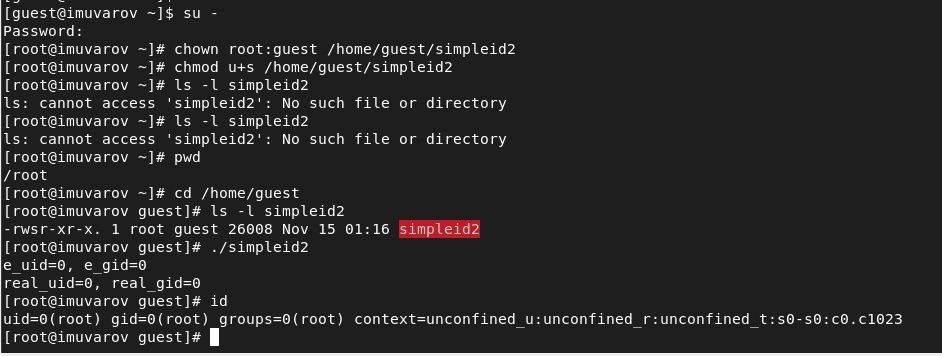 [guest@imuvarov ~]$ su -
Password:
[root@imuvarov ~]# chown root:guest /home/guest/simpleid2
[root@imuvarov ~]# chmod u+s /home/guest/simpleid2
[root@imuvarov ~]# ls -l simpleid2
ls: cannot access 'simpleid2': No such file or directory
[root@imuvarov ~]# ls -l simpleid2
ls: cannot access 'simpleid2': No such file or directory
[root@imuvarov ~]# pwd
/root
[root@imuvarov ~]# cd /home/guest
[root@imuvarov guest]# ls -l simpleid2
-rwsr-xr-x. 1 root guest 26008 Nov 15 01:16 simpleid2
[root@imuvarov guest]# ./simpleid2
e_uid=0, e_gid=0
real_uid=0, real_gid=0
[root@imuvarov guest]# id
uid=0(root) gid=0(root) groups=0(root) context=unconfined_u:unconfined_r:unconfined_t:s0-s0:c0.c1023
[root@imuvarov guest]#